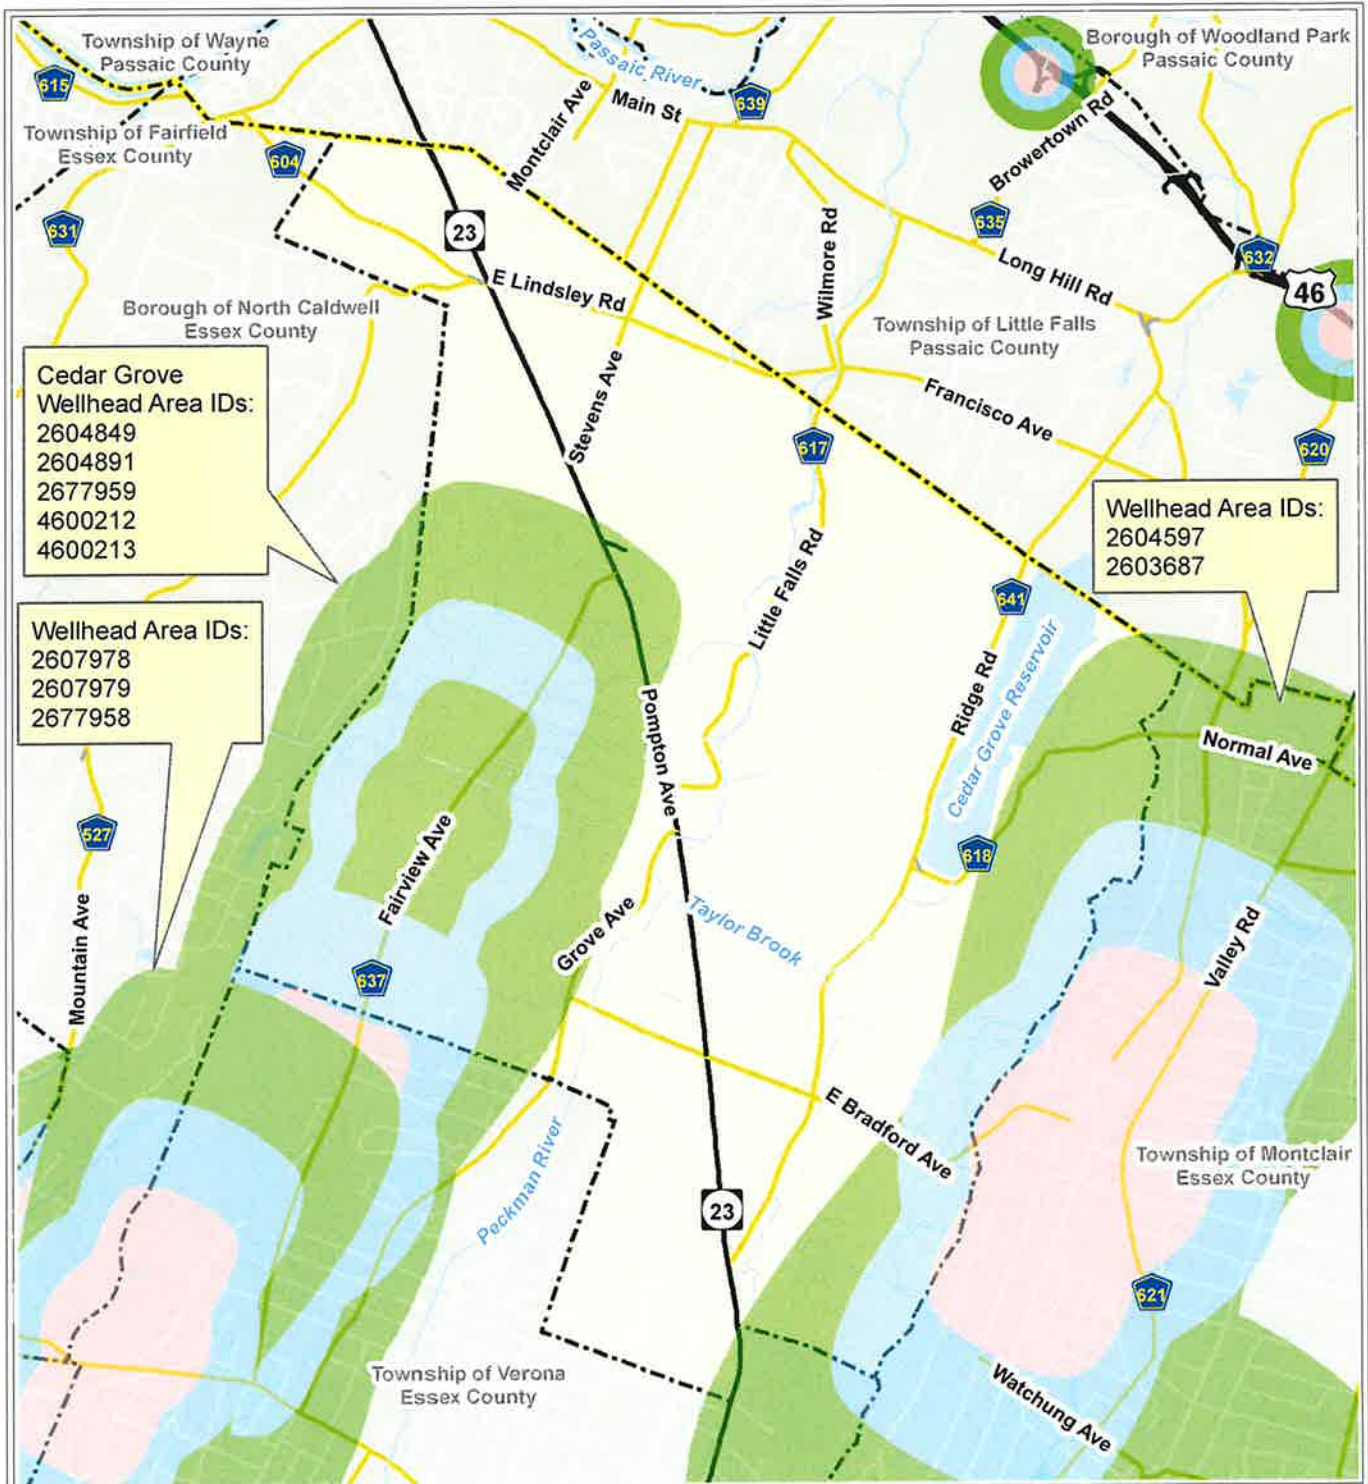 Township of Wayne
Passaic County
Borough of Woodland Park
Passaic County
Passaic River
615
639
Main St
Montclair Ave
Browertown Rd
Township of Fairfield
Essex County
604
631
23
635
632
Long Hill Rd
46
E Lindsley Rd
Wilmore Rd
Borough of North Caldwell
Essex County
Township of Little Falls
Passaic County
Stevens Ave
Francisco Ave
617
620
Cedar Grove
Wellhead Area IDs:
2604849
2604891
2677959
4600212
4600213
Wellhead Area IDs:
2604597
2603687
Little Falls Rd
641
Wellhead Area IDs:
2607978
2607979
2677958
Ridge Rd
Cedar Grove Reservoir
Pompton Ave
Normal Ave
527
Fairview Ave
618
Mountain Ave
Grove Ave
Taylor Brook
Valley Rd
637
E Bradford Ave
Peckman River
Township of Montclair
Essex County
23
621
Township of Verona
Essex County
Watchung Ave